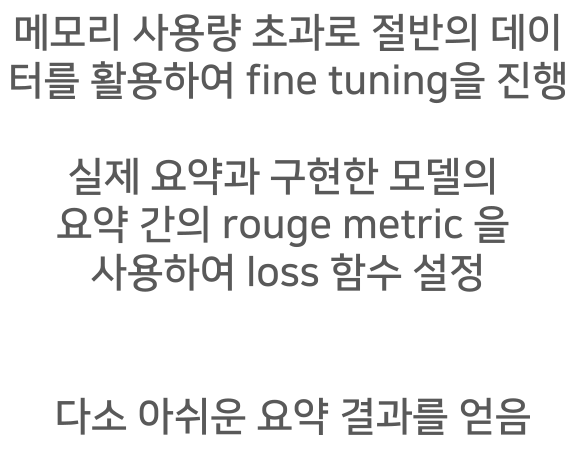 메모리 사용량 초과로 절반의 데이
터를 활용하여 fine tuning을 진행
실제 요약과 구현한 모델의
요약 간의 rouge metric 을
사용하여 loss 함수 설정
다소 아쉬운 요약 결과를 얻음